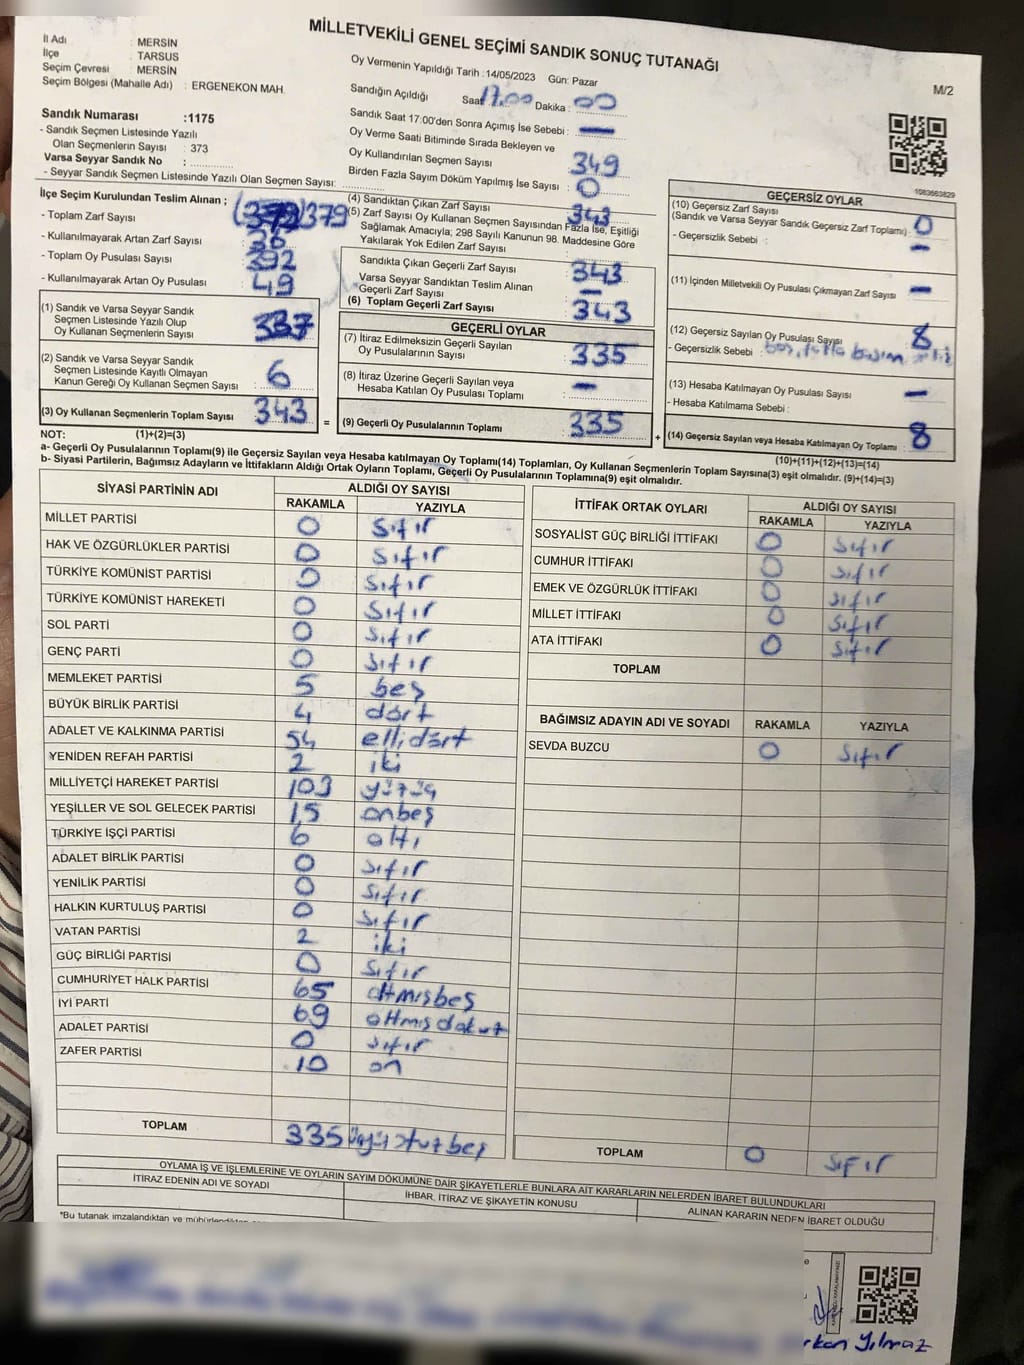 MİLLETVEKİLİ GENEL SEÇİMİ SANDIK SONUÇ TUTANAĞI
M/2
İl Adı : MERSİN
İlçe : TARSUS
Seçim Çevresi : MERSİN
Seçim Bölgesi (Mahalle Adı) : ERGENEKON MAH.
Sandık Numarası :1175
- Sandık Seçmen Listesinde Yazılı
Olan Seçmenlerin Sayısı : 373
Varsa Seyyar Sandık No :
- Seyyar Sandık Seçmen Listesinde Yazılı Olan Seçmen Sayısı:
Oy Vermenin Yapıldığı Tarih :14/05/2023 Gün: Pazar
Sandığın Açıldığı Saat 17.00 Dakika : 00
Sandık Saat 17:00'den Sonra Açımış İse Sebebi : —
Oy Verme Saati Bitiminde Sırada Bekleyen ve
Oy Kullandırılan Seçmen Sayısı 349
Birden Fazla Sayım Döküm Yapılmış İse Sayısı : 0
İlçe Seçim Kurulundan Teslim Alınan ;
- Toplam Zarf Sayısı 379
- Kullanılmayarak Artan Zarf Sayısı 36
- Toplam Oy Pusulası Sayısı 392
- Kullanılmayarak Artan Oy Pusulası 49
(1) Sandık ve Varsa Seyyar
Seçmen Listesinde Yazılı Olup
Oy Kullanan Seçmenlerin Sayısı 337
(2) Sandık ve Varsa Seyyar Sandık
Seçmen Listesinde Kayıtlı Olmayan
Kanun Gereği Oy Kullanan Seçmen Sayısı : 6
(3) Oy Kullanan Seçmenlerin Toplam Sayısı 343
(1)+(2)=(3)
(4) Sandıktan Çıkan Zarf Sayısı 343
(5) Zarf Sayısı Oy Kullanan Seçmen Sayısından Fazla İse, Eşitliği
Sağlamak Amacıyla; 298 Sayılı Kanunun 98. Maddesine Göre
Yakılarak Yok Edilen Zarf Sayısı
Sandıkta Çıkan Geçerli Zarf Sayısı 343
Varsa Seyyar Sandıktan Teslim Alınan
Geçerli Zarf Sayısı —
(6) Toplam Geçerli Zarf Sayısı 343
GEÇERLİ OYLAR
(7) İtiraz Edilmeksizin Geçerli Sayılan
Oy Pusulalarının Sayısı 335
(8) İtiraz Üzerine Geçerli Sayılan veya
Hesaba Katılan Oy Pusulası Toplamı —
= (9) Geçerli Oy Pusulalarının Toplamı 335
1083663829
GEÇERSİZ OYLAR
(10) Geçersiz Zarf Sayısı
(Sandık ve Varsa Seyyar Sandık Geçersiz Zarf Toplamı) : 0
- Geçersizlik Sebebi : —
(11) İçinden Milletvekili Oy Pusulası Çıkmayan Zarf Sayısı —
(12) Geçersiz Sayılan Oy Pusulası Sayısı 8
- Geçersizlik Sebebi : boş,
(13) Hesaba Katılmayan Oy Pusulası Sayısı —
- Hesaba Katılmama Sebebi :
+ (14) Geçersiz Sayılan veya Hesaba Katılmayan Oy Toplamı 8
(10)+(11)+(12)+(13)=(14)
NOT:
a- Geçerli Oy Pusulalarının Toplamı(9) ile Geçersiz Sayılan veya Hesaba katılmayan Oy Toplamı(14) Toplamları, Oy Kullanan Seçmenlerin Toplam Sayısına(3) eşit olmalıdır. (9)+(14)=(3)
b- Siyasi Partilerin, Bağımsız Adayların ve İttifakların Aldığı Ortak Oyların Toplamı, Geçerli Oy Pusulalarının Toplamına(9) eşit olmalıdır.
SİYASİ PARTİNİN ADI ALDIĞI OY SAYISI
RAKAMLA YAZIYLA
MİLLET PARTİSİ 0 Sıfır
HAK VE ÖZGÜRLÜKLER PARTİSİ 0 Sıfır
TÜRKİYE KOMÜNİST PARTİSİ 0 Sıfır
TÜRKİYE KOMÜNİST HAREKETİ 0 Sıfır
SOL PARTİ 0 Sıfır
GENÇ PARTİ 0 Sıfır
MEMLEKET PARTİSİ 5 beş
BÜYÜK BİRLİK PARTİSİ 4 dört
ADALET VE KALKINMA PARTİSİ 54 ellidört
YENİDEN REFAH PARTİSİ 2 iki
MİLLİYETÇİ HAREKET PARTİSİ 103 yüzüç
YEŞİLLER VE SOL GELECEK PARTİSİ 15 onbeş
TÜRKİYE İŞÇİ PARTİSİ 6 altı
ADALET BİRLİK PARTİSİ 0 Sıfır
YENİLİK PARTİSİ 0 Sıfır
HALKIN KURTULUŞ PARTİSİ 0 Sıfır
VATAN PARTİSİ 2 iki
GÜÇ BİRLİĞİ PARTİSİ 0 Sıfır
CUMHURİYET HALK PARTİSİ 65 altmışbeş
İYİ PARTİ 69 altmışdokuz
ADALET PARTİSİ 0 Sıfır
ZAFER PARTİSİ 10 on
TOPLAM 335 üçyüzotuzbeş
İTTİFAK ORTAK OYLARI ALDIĞI OY SAYISI
RAKAMLA YAZIYLA
SOSYALİST GÜÇ BİRLİĞİ İTTİFAKI 0 Sıfır
CUMHUR İTTİFAKI 0 Sıfır
EMEK VE ÖZGÜRLÜK İTTİFAKI 0 Sıfır
MİLLET İTTİFAKI 0 Sıfır
ATA İTTİFAKI 0 Sıfır
TOPLAM
BAĞIMSIZ ADAYIN ADI VE SOYADI RAKAMLA YAZIYLA
SEVDA BUZCU 0 Sıfır
TOPLAM 0 Sıfır
OYLAMA İŞ VE İŞLEMLERİNE VE OYLARIN SAYIM DÖKÜMÜNE DAİR ŞİKAYETLERLE BUNLARA AİT KARARLARIN NELERDEN İBARET BULUNDUKLARI
İTİRAZ EDENİN ADI VE SOYADI İHBAR, İTİRAZ VE ŞİKAYETİN KONUSU ALINAN KARARIN NEDEN İBARET OLDUĞU
*Bu tutanak imzalandıktan ve mühürlendikten
rkan Yılmaz